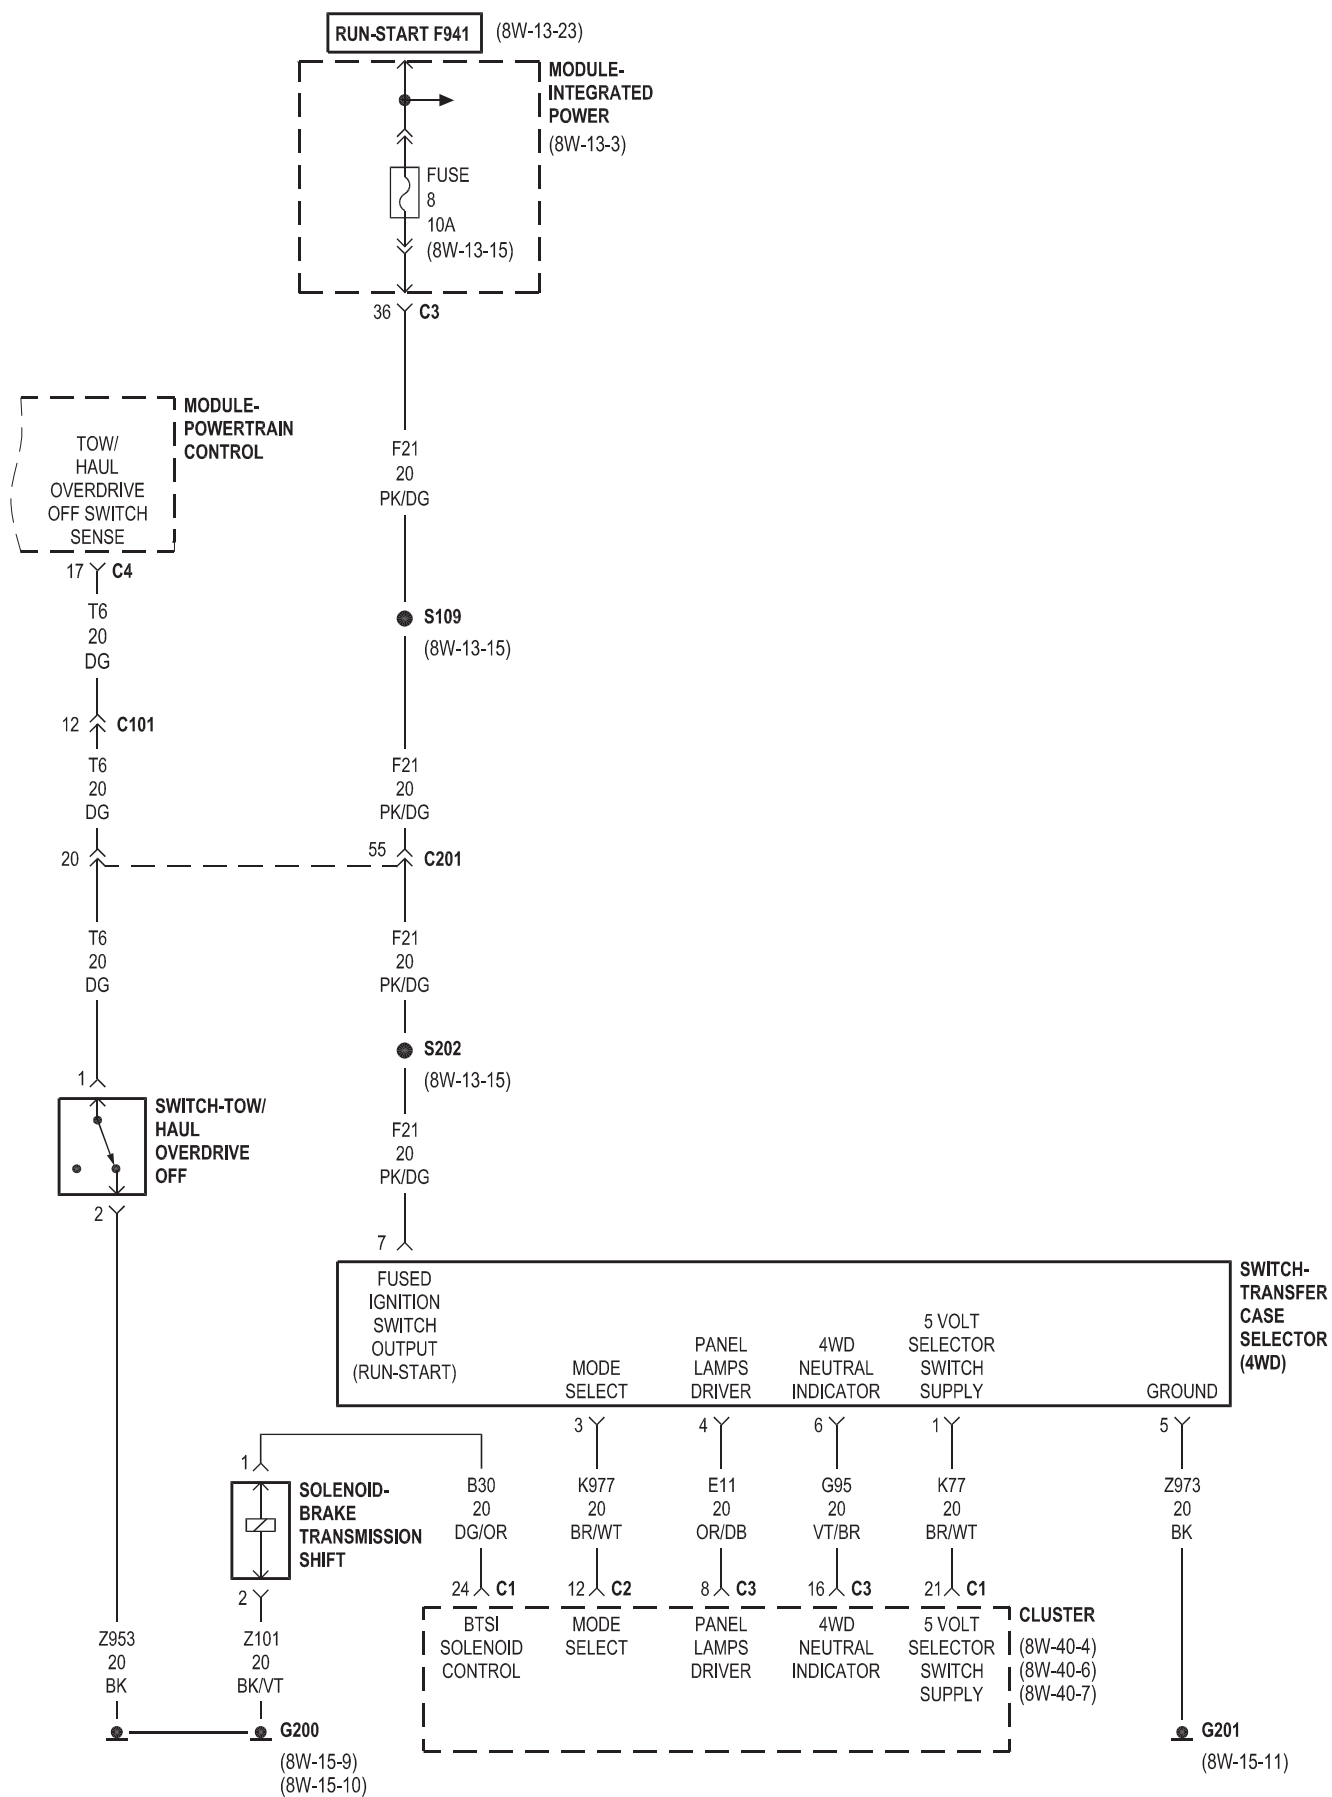 RUN-START F941
(8W-13-23)
MODULE-
INTEGRATED
POWER
(8W-13-3)
FUSE
8
10A
(8W-13-15)
36
C3
MODULE-
POWERTRAIN
CONTROL
TOW/
HAUL
OVERDRIVE
OFF SWITCH
SENSE
17
C4
T6
20
DG
12
C101
T6
20
DG
20
T6
20
DG
1
SWITCH-TOW/
HAUL
OVERDRIVE
OFF
2
F21
20
PK/DG
S109
(8W-13-15)
F21
20
PK/DG
55
C201
F21
20
PK/DG
S202
(8W-13-15)
F21
20
PK/DG
7
FUSED
IGNITION
SWITCH
OUTPUT
(RUN-START)
MODE
SELECT
PANEL
LAMPS
DRIVER
4WD
NEUTRAL
INDICATOR
5 VOLT
SELECTOR
SWITCH
SUPPLY
GROUND
SWITCH-
TRANSFER
CASE
SELECTOR
(4WD)
3
4
6
1
5
1
SOLENOID-
BRAKE
TRANSMISSION
SHIFT
2
B30
20
DG/OR
K977
20
BR/WT
E11
20
OR/DB
G95
20
VT/BR
K77
20
BR/WT
Z973
20
BK
24
C1
12
C2
8
C3
16
C3
21
C1
BTSI
SOLENOID
CONTROL
MODE
SELECT
PANEL
LAMPS
DRIVER
4WD
NEUTRAL
INDICATOR
5 VOLT
SELECTOR
SWITCH
SUPPLY
CLUSTER
(8W-40-4)
(8W-40-6)
(8W-40-7)
Z953
20
BK
Z101
20
BK/VT
G200
(8W-15-9)
(8W-15-10)
G201
(8W-15-11)